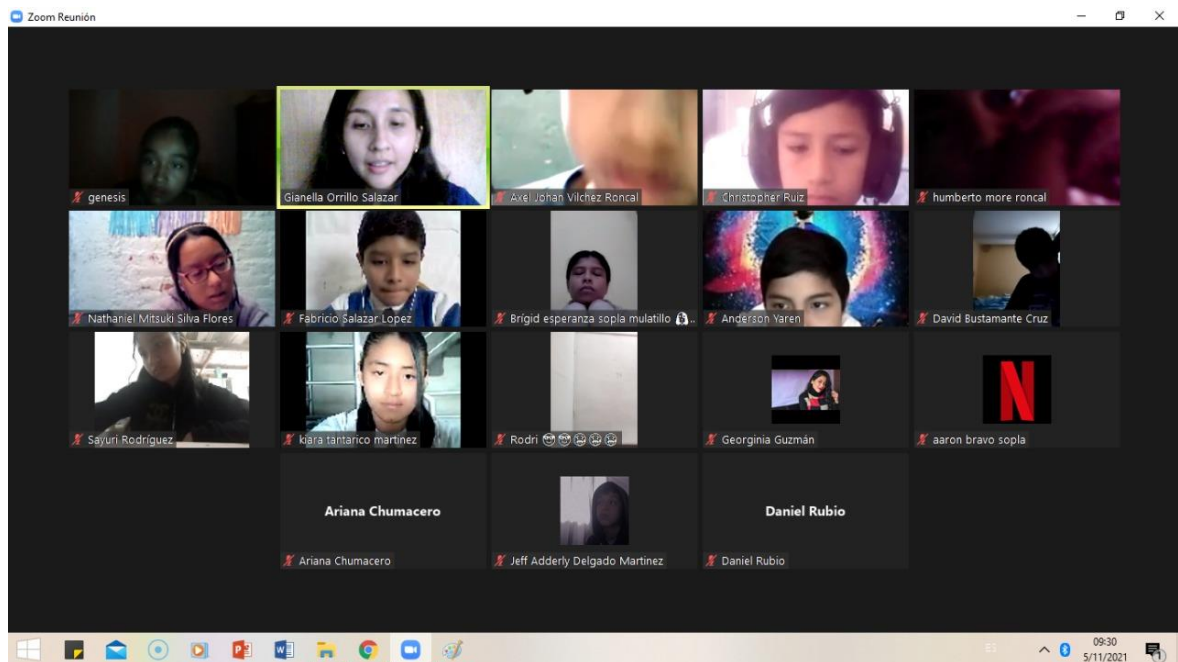 Zoom Reunión
genesis
Gianella Orrillo Salazar
Axel Johan Vilchez Roncal
Christopher Ruiz
humberto more roncal
Nathaniel Mitsuki Silva Flores
Fabricio Salazar Lopez
Brígid esperanza sopla mulatillo 👩..
Anderson Yaren
David Bustamante Cruz
Sayuri Rodríguez
kiara tantarico martinez
Rodri
Georginia Guzmán
N
aaron bravo sopla
Ariana Chumacero
Ariana Chumacero
Jeff Adderly Delgado Martinez
Daniel Rubio
Daniel Rubio
09:30
5/11/2021